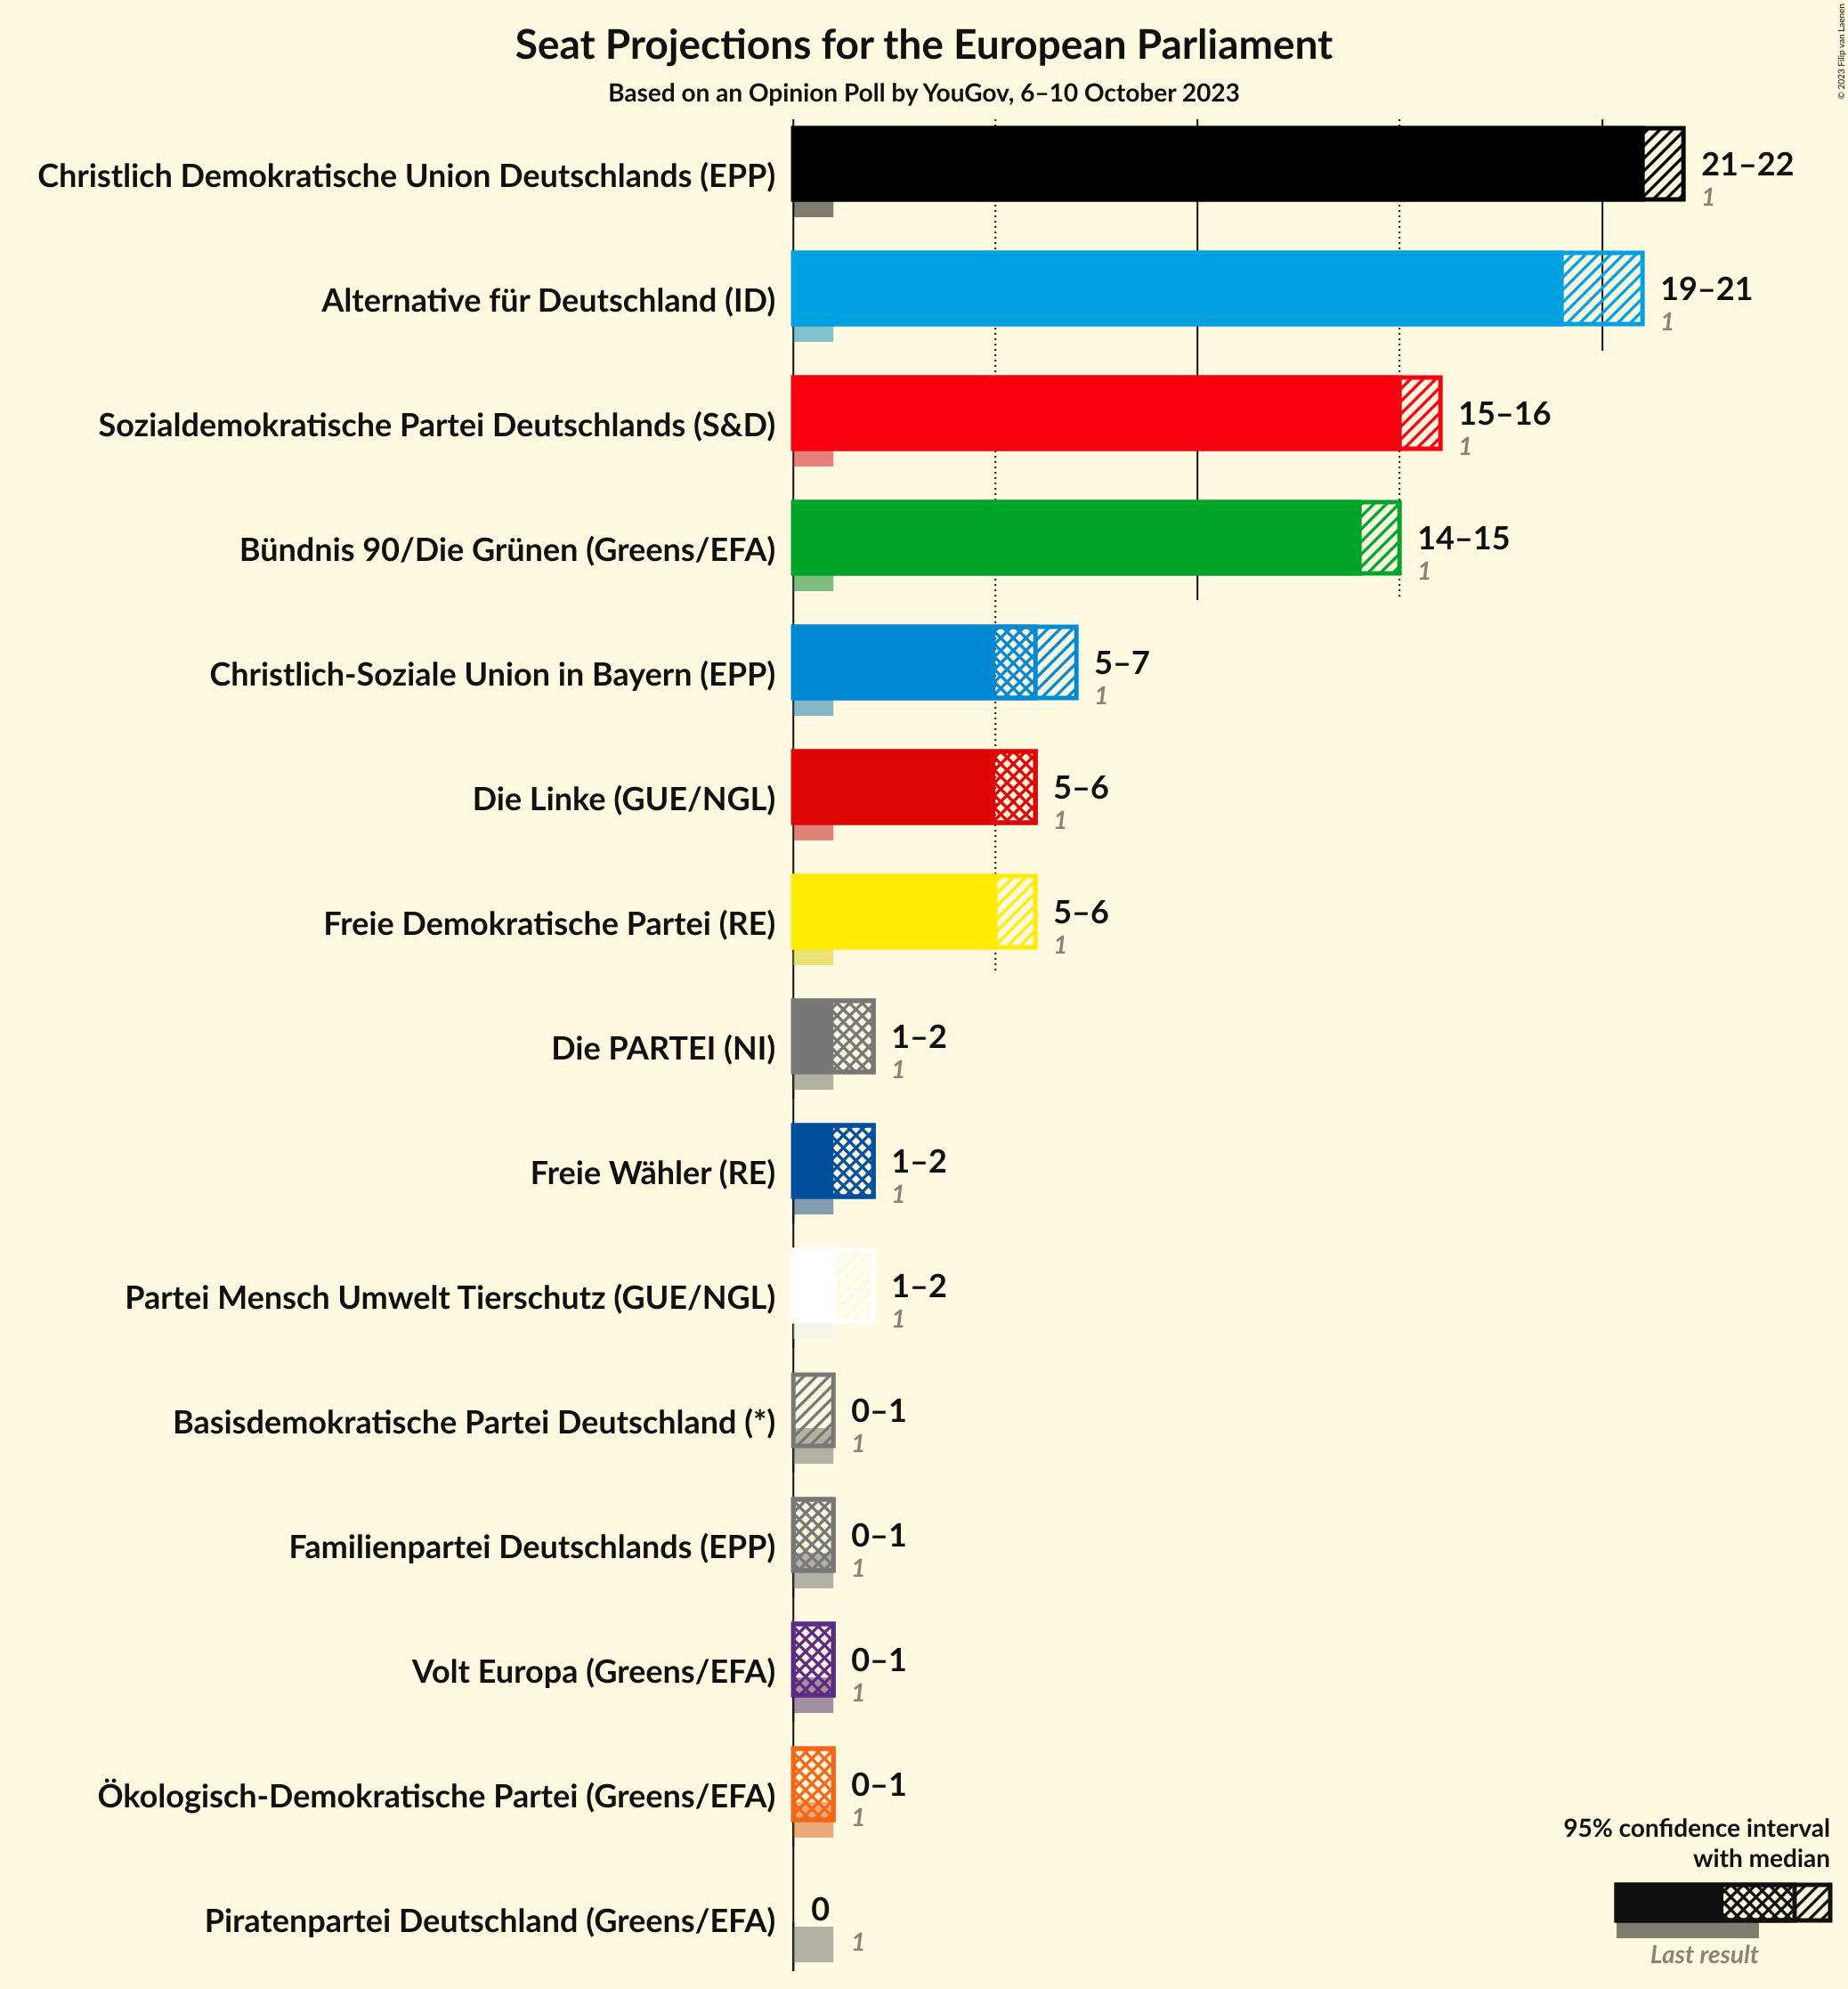 Seat Projections for the European Parliament
Based on an Opinion Poll by YouGov, 6–10 October 2023
© 2023 Filip van Laenen
Christlich Demokratische Union Deutschlands (EPP)
21–22
1
Alternative für Deutschland (ID)
19–21
1
Sozialdemokratische Partei Deutschlands (S&D)
15–16
1
Bündnis 90/Die Grünen (Greens/EFA)
14–15
1
Christlich-Soziale Union in Bayern (EPP)
5–7
1
Die Linke (GUE/NGL)
5–6
1
Freie Demokratische Partei (RE)
5–6
1
Die PARTEI (NI)
1–2
1
Freie Wähler (RE)
1–2
1
Partei Mensch Umwelt Tierschutz (GUE/NGL)
1–2
1
Basisdemokratische Partei Deutschland (*)
0–1
1
Familienpartei Deutschlands (EPP)
0–1
1
Volt Europa (Greens/EFA)
0–1
1
Ökologisch-Demokratische Partei (Greens/EFA)
0–1
1
Piratenpartei Deutschland (Greens/EFA)
0
1
95% confidence interval
with median
Last result